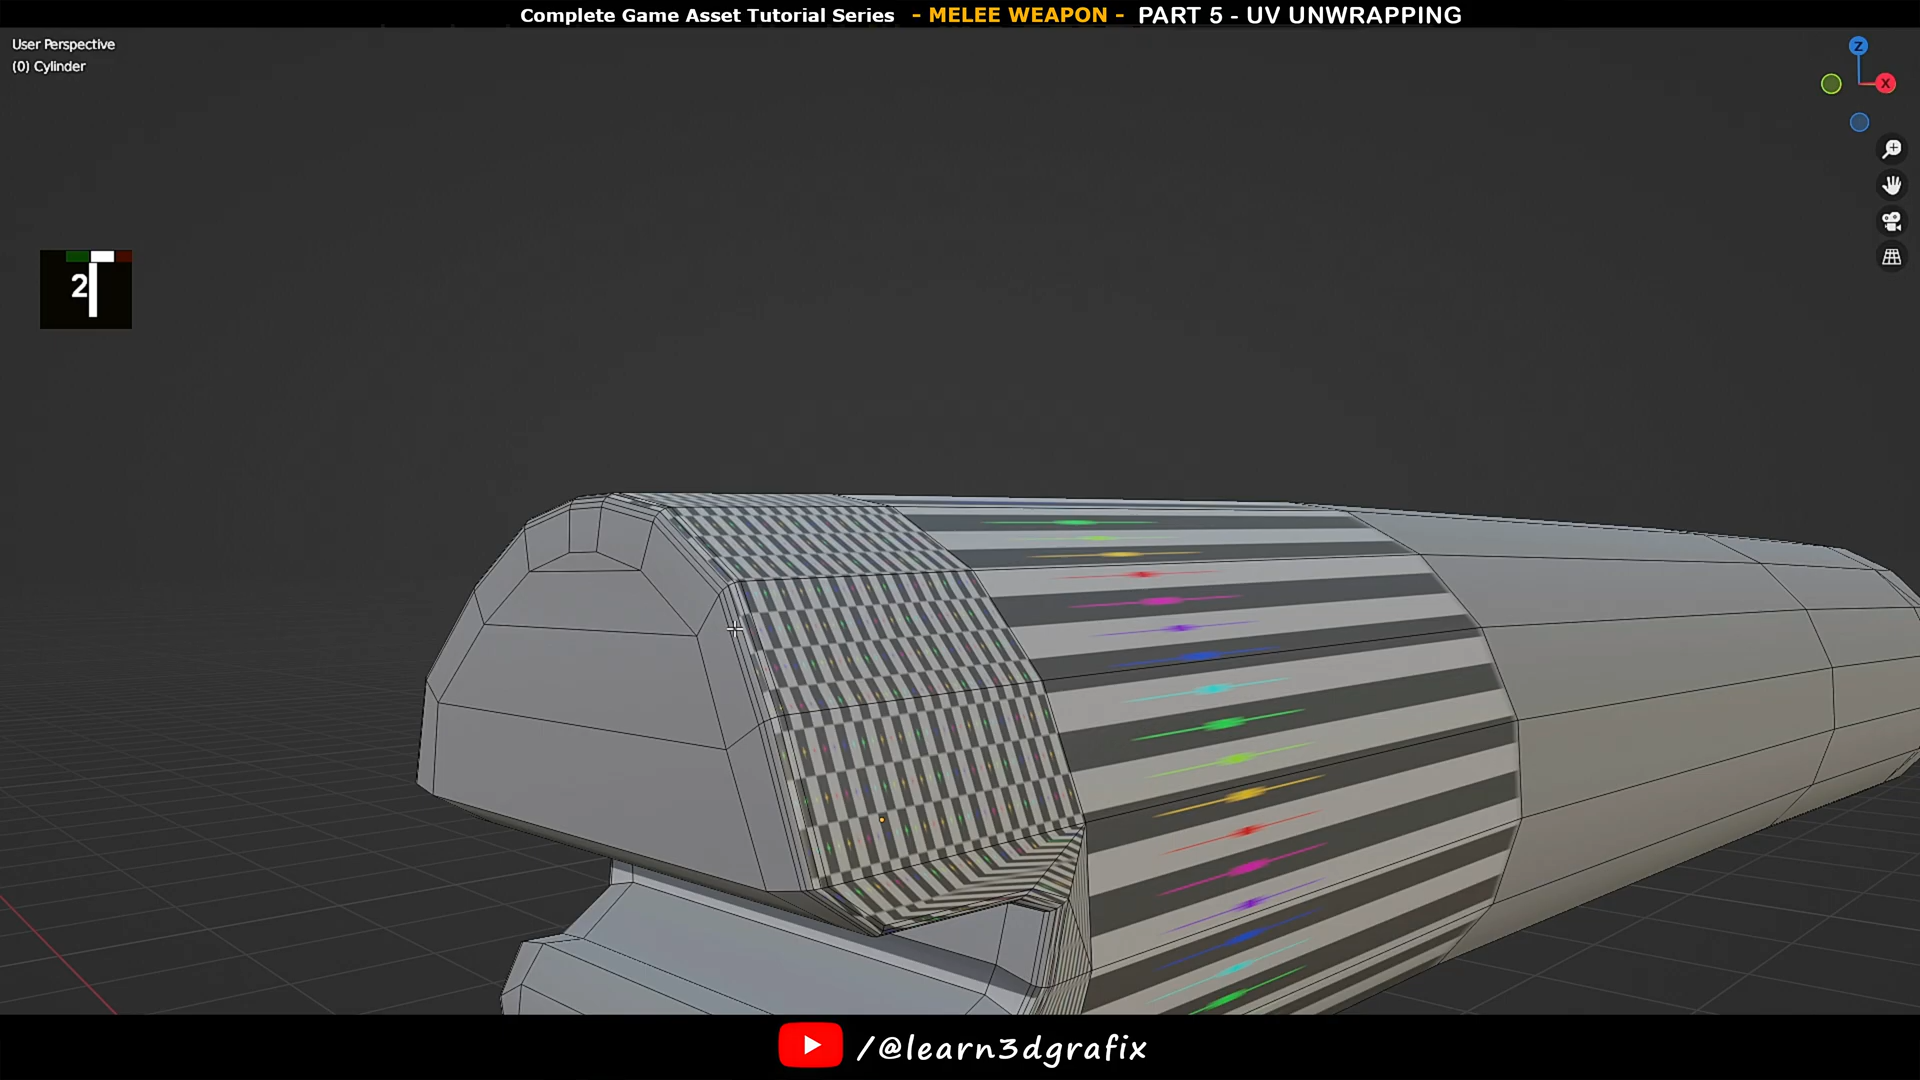 Complete Game Asset Tutorial Series - MELEE WEAPON - PART 5 - UV UNWRAPPING
User Perspective
(0) Cylinder
Z
X
2
/@learn3dgrafix